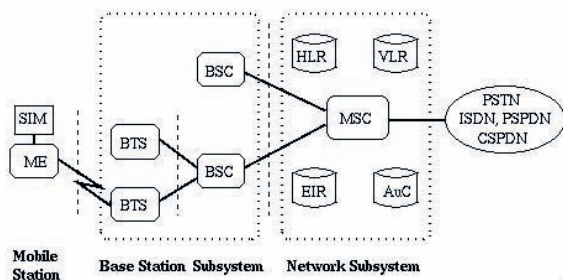 HLR
VLR
BSC
SIM
ME
BTS
BTS
BSC
MSC
PSTN
ISDN, PSPDN
CSPDN
EIR
AuC
Mobile
Station
Base Station Subsystem
Network Subsystem